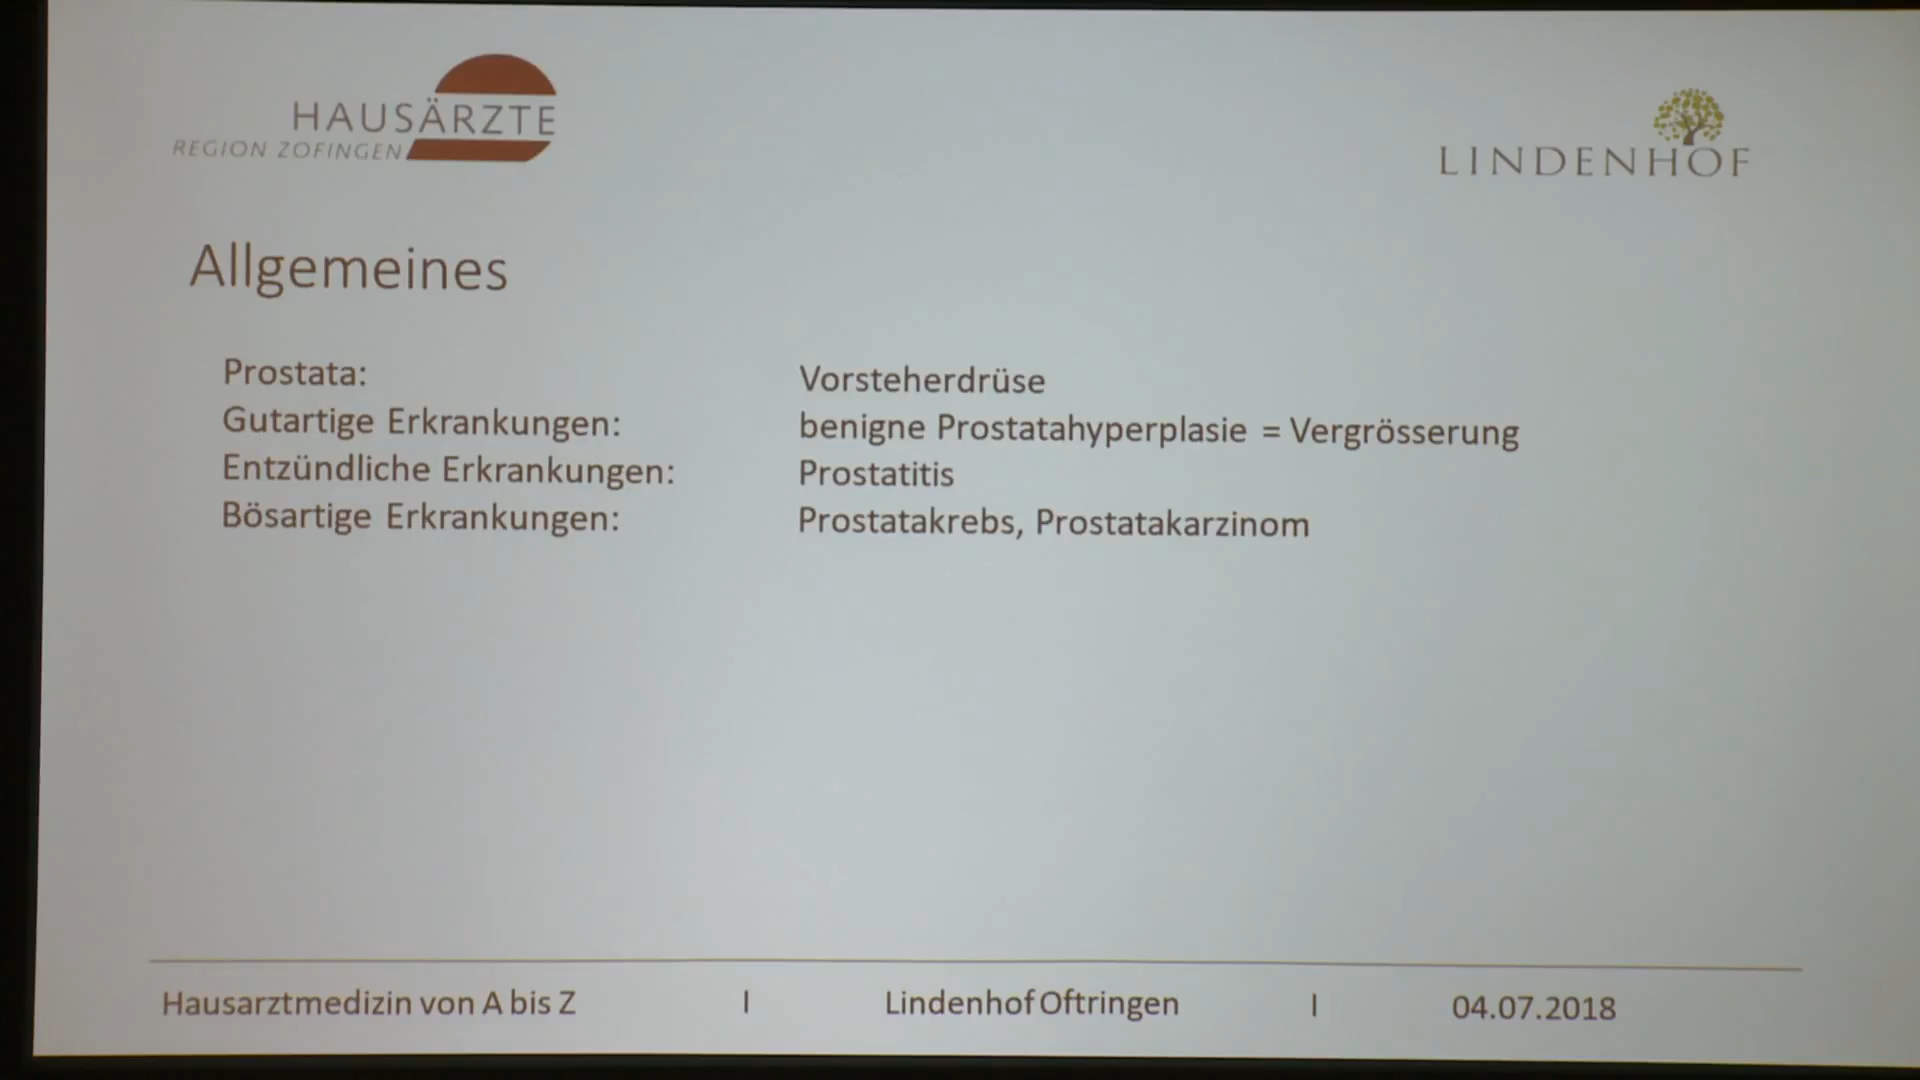 HAUSÄRZTE
REGION ZOFINGEN
LINDENHOF
Allgemeines
Prostata: Vorsteherdrüse
Gutartige Erkrankungen: benigne Prostatahyperplasie = Vergrösserung
Entzündliche Erkrankungen: Prostatitis
Bösartige Erkrankungen: Prostatakrebs, Prostatakarzinom
Hausarztmedizin von A bis Z | Lindenhof Oftringen | 04.07.2018